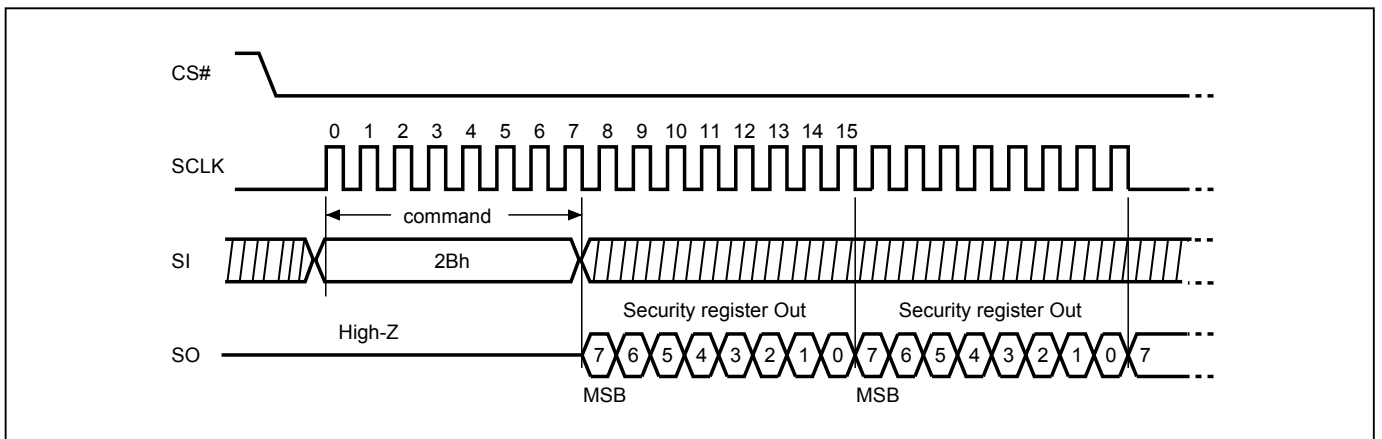 CS#
0 1 2 3 4 5 6 7 8 9 10 11 12 13 14 15
SCLK
command
SI
2Bh
Security register Out Security register Out
High-Z
SO
7 6 5 4 3 2 1 0 7 6 5 4 3 2 1 0 7
MSB MSB